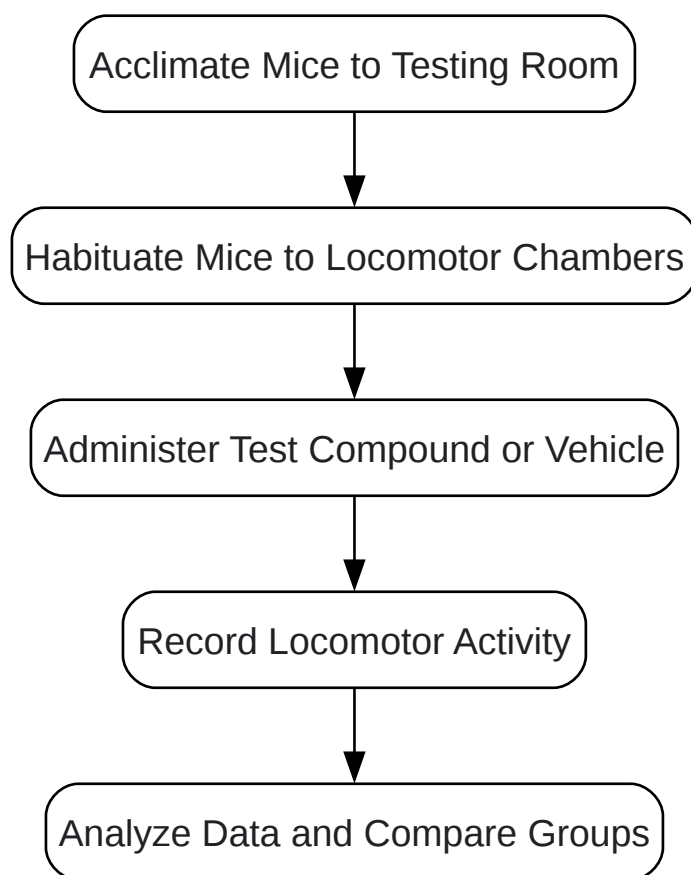 Acclimate Mice to Testing Room
Habituate Mice to Locomotor Chambers
Administer Test Compound or Vehicle
Record Locomotor Activity
Analyze Data and Compare Groups